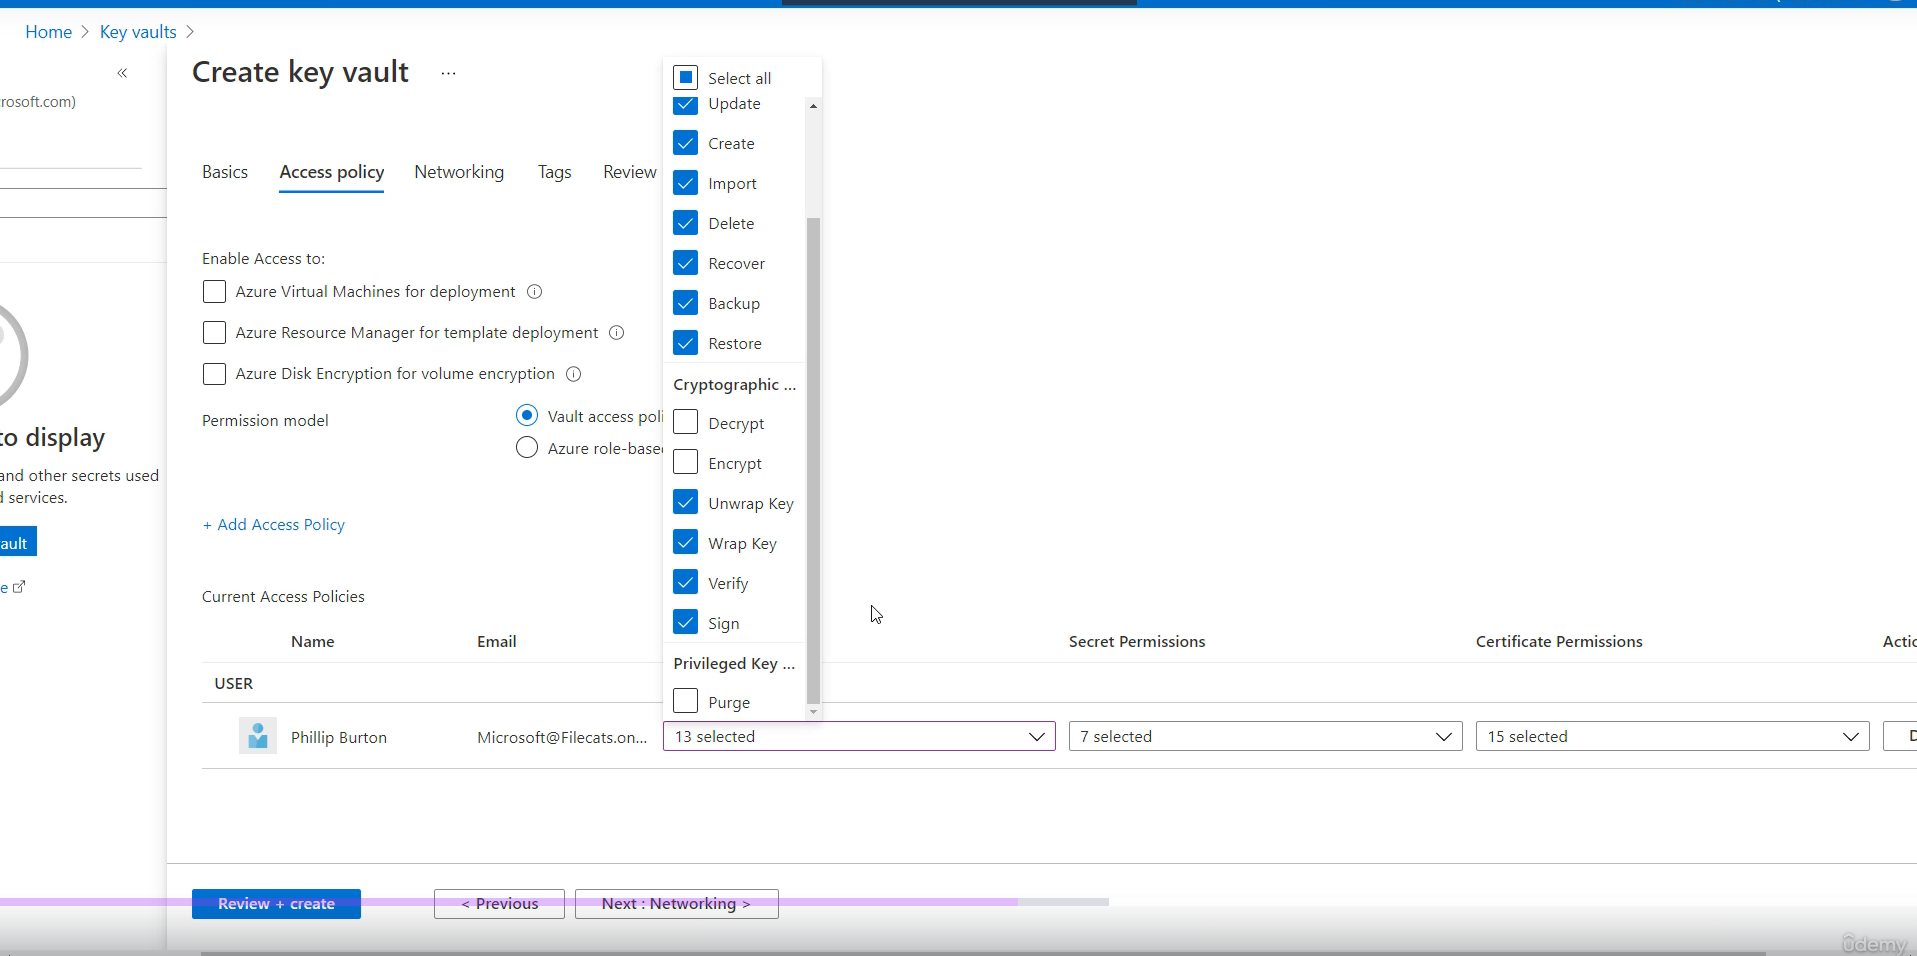 Home > Key vaults >
«
rosoft.com)
Create key vault ...
Basics Access policy Networking Tags Review
Enable Access to:
Azure Virtual Machines for deployment
Azure Resource Manager for template deployment
Azure Disk Encryption for volume encryption
Permission model
Vault access poli
Azure role-base
to display
and other secrets used
d services.
ault
e
+ Add Access Policy
Select all
Update
Create
Import
Delete
Recover
Backup
Restore
Cryptographic ...
Decrypt
Encrypt
Unwrap Key
Wrap Key
Verify
Sign
Privileged Key ...
Purge
Current Access Policies
Name Email Secret Permissions Certificate Permissions Actio
USER
Phillip Burton Microsoft@Filecats.on... 13 selected 7 selected 15 selected D
Review + create < Previous Next : Networking >
ûdemy